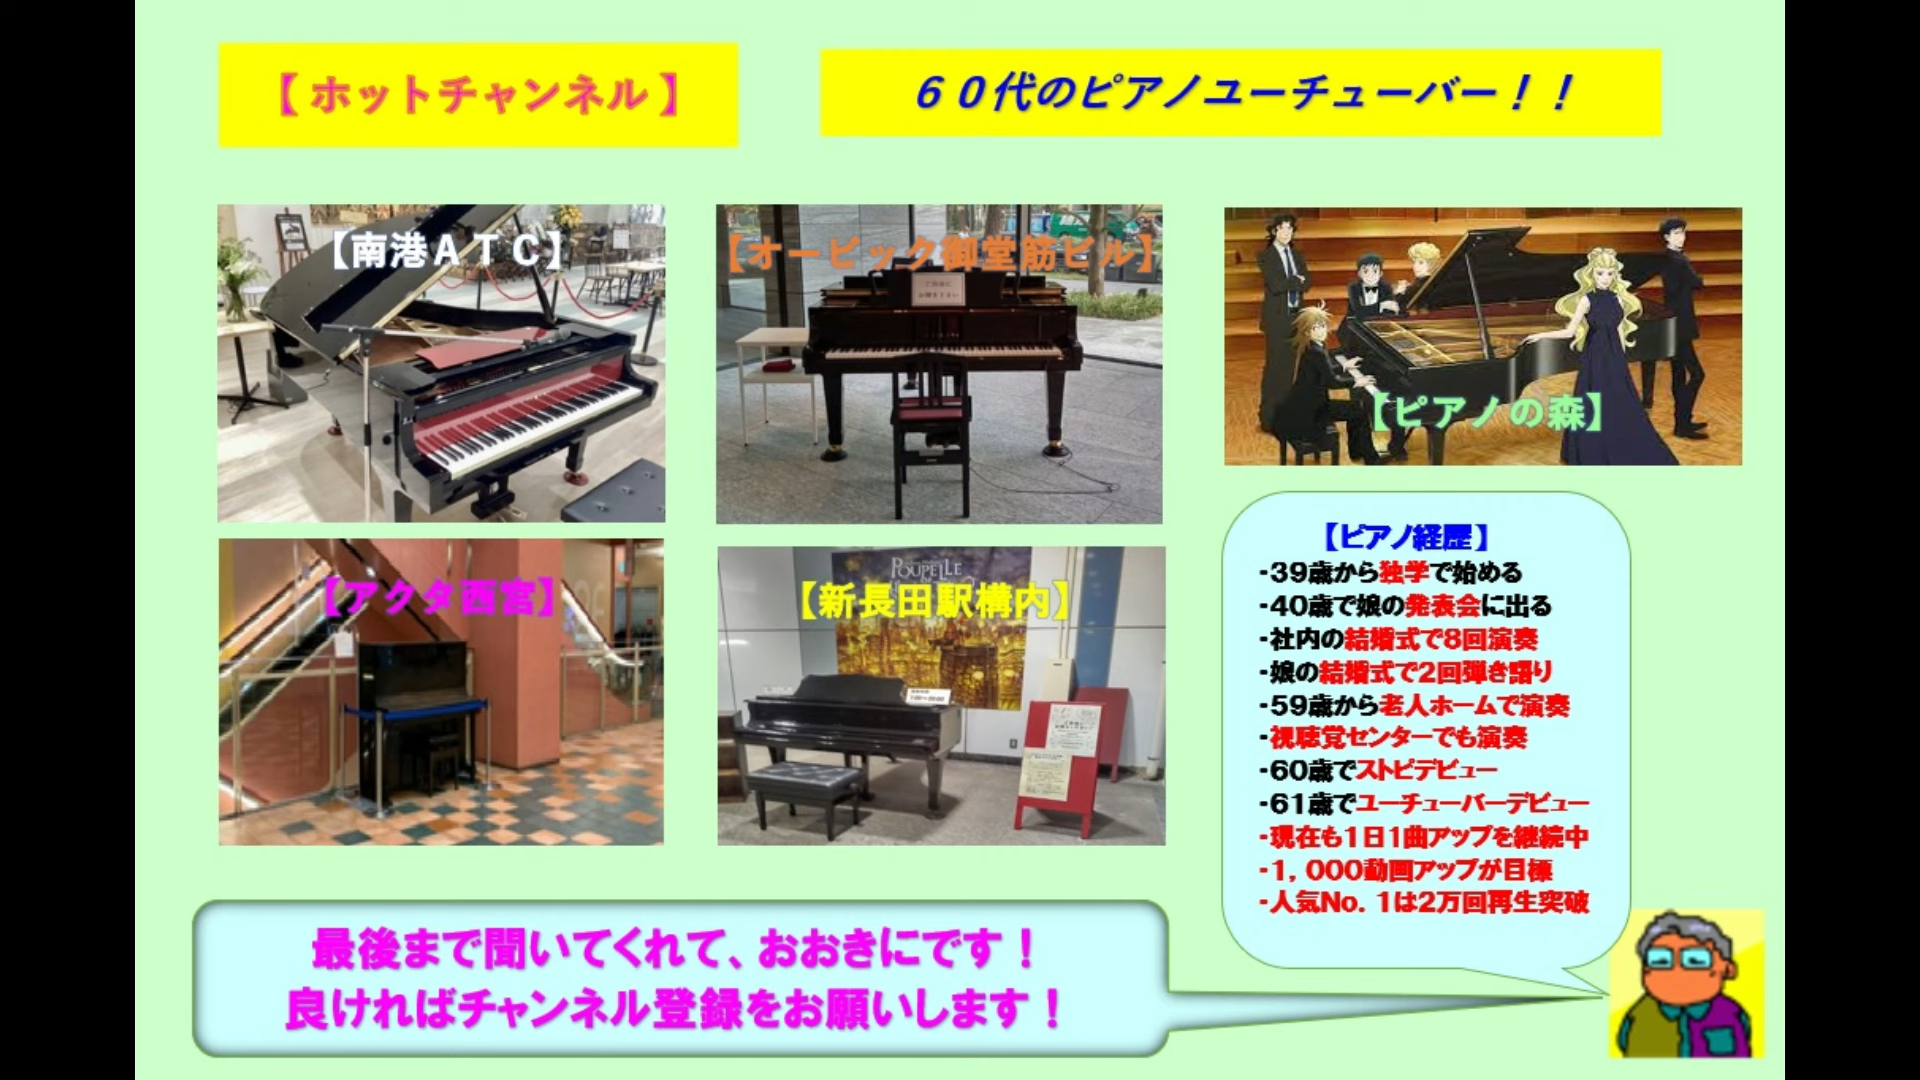 【 ホットチャンネル 】
６０代のピアノユーチューバー！！
【南港ＡＴＣ】
【オービック御堂筋ビル】
【ピアノの森】
【アクタ西宮】
POUPELLE
【新長田駅構内】
【ピアノ経歴】
・39歳から独学で始める
・40歳で娘の発表会に出る
・社内の結婚式で8回演奏
・娘の結婚式で2回弾き語り
・59歳から老人ホームで演奏
・視聴覚センターでも演奏
・60歳でストピデビュー
・61歳でユーチューバーデビュー
・現在も1日1曲アップを継続中
・1，000動画アップが目標
・人気No．1は2万回再生突破
最後まで聞いてくれて、おおきにです！
良ければチャンネル登録をお願いします！